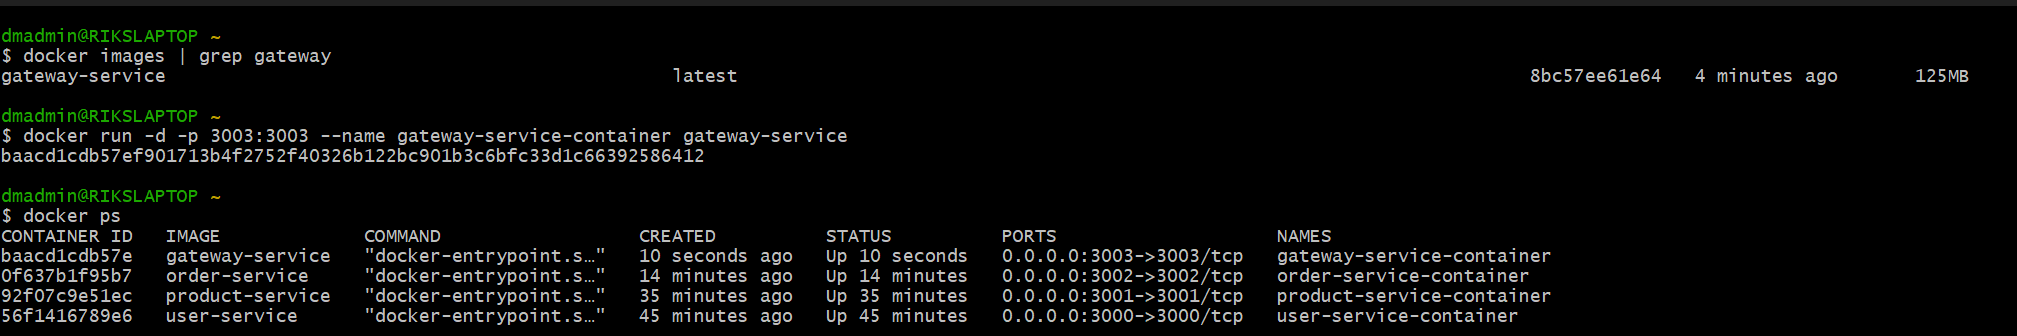 dmadmin@RIKSLAPTOP ~
$ docker images | grep gateway
gateway-service latest 8bc57ee61e64 4 minutes ago 125MB
dmadmin@RIKSLAPTOP ~
$ docker run -d -p 3003:3003 --name gateway-service-container gateway-service
baacd1cdb57ef901713b4f2752f40326b122bc901b3c6bfc33d1c66392586412
dmadmin@RIKSLAPTOP ~
$ docker ps
CONTAINER ID IMAGE COMMAND CREATED STATUS PORTS NAMES
baacd1cdb57e gateway-service "docker-entrypoint.s…" 10 seconds ago Up 10 seconds 0.0.0.0:3003->3003/tcp gateway-service-container
0f637b1f95b7 order-service "docker-entrypoint.s…" 14 minutes ago Up 14 minutes 0.0.0.0:3002->3002/tcp order-service-container
92f07c9e51ec product-service "docker-entrypoint.s…" 35 minutes ago Up 35 minutes 0.0.0.0:3001->3001/tcp product-service-container
56f1416789e6 user-service "docker-entrypoint.s…" 45 minutes ago Up 45 minutes 0.0.0.0:3000->3000/tcp user-service-container